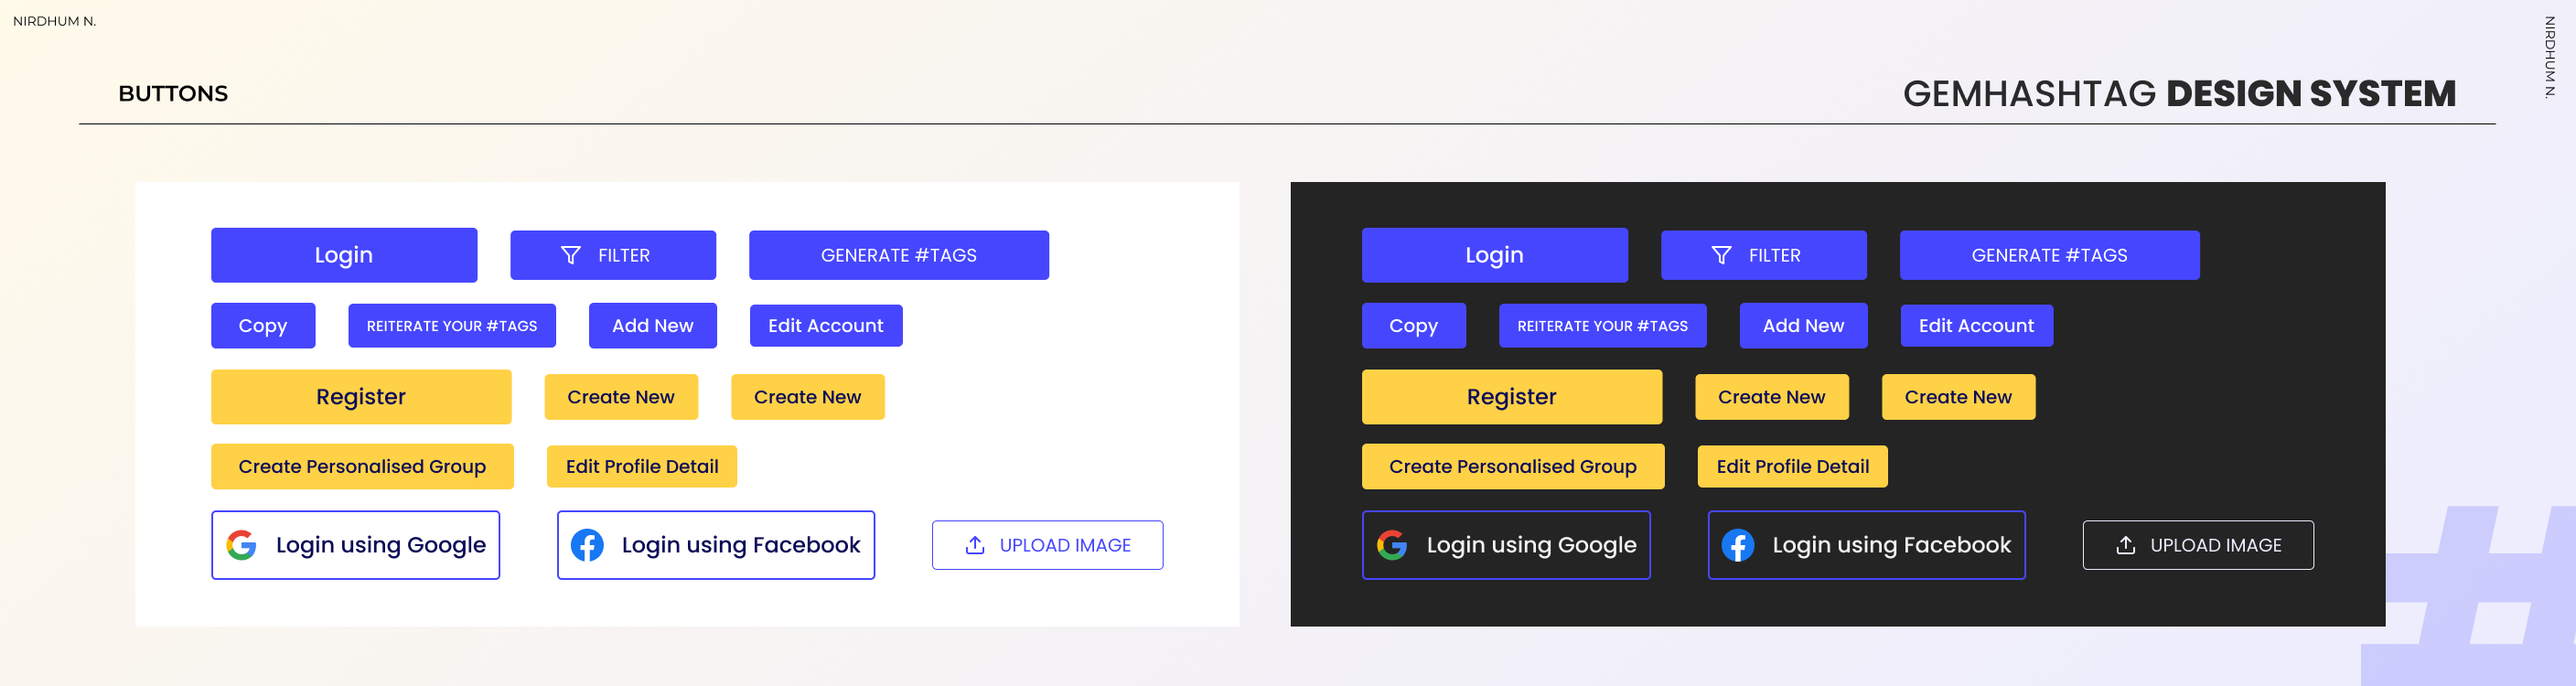 NIRDHUM N.
NIRDHUM N.
BUTTONS
GEMHASHTAG DESIGN SYSTEM
Login
FILTER
GENERATE #TAGS
Copy
REITERATE YOUR #TAGS
Add New
Edit Account
Register
Create New
Create New
Create Personalised Group
Edit Profile Detail
Login using Google
Login using Facebook
UPLOAD IMAGE
Login
FILTER
GENERATE #TAGS
Copy
REITERATE YOUR #TAGS
Add New
Edit Account
Register
Create New
Create New
Create Personalised Group
Edit Profile Detail
Login using Google
Login using Facebook
UPLOAD IMAGE
#